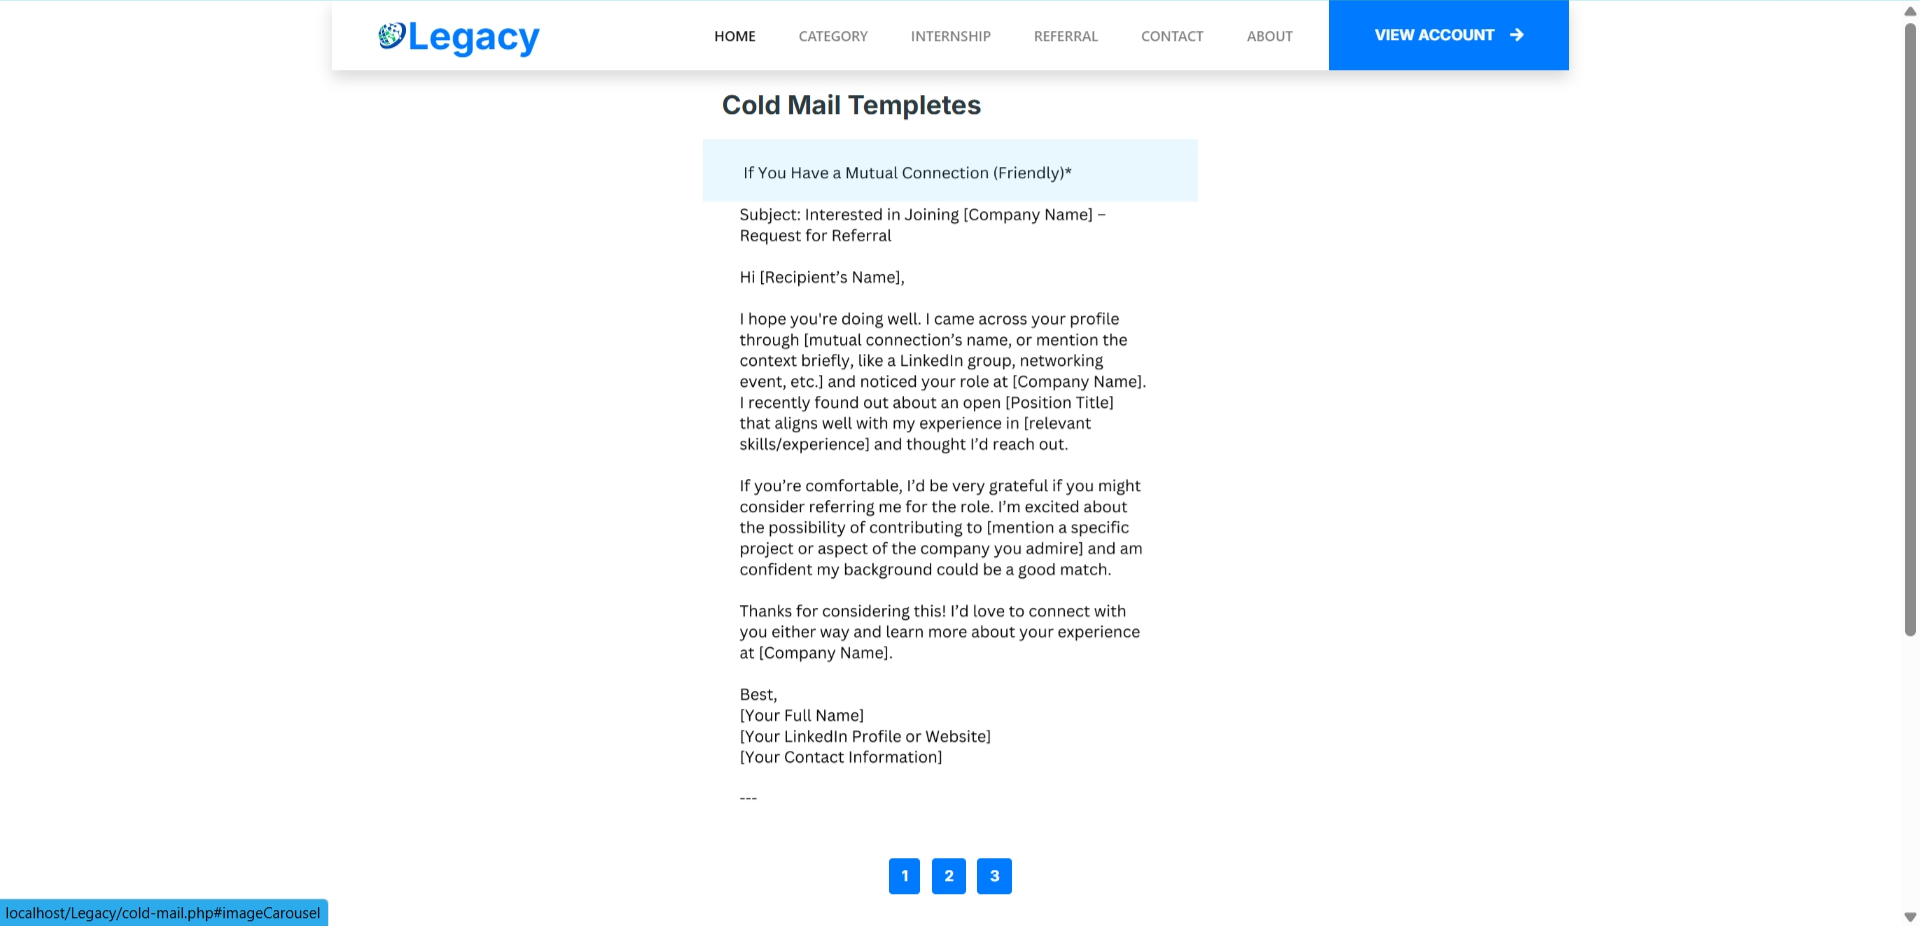 Legacy
HOME
CATEGORY
INTERNSHIP
REFERRAL
CONTACT
ABOUT
VIEW ACCOUNT →
Cold Mail Templetes
If You Have a Mutual Connection (Friendly)*
Subject: Interested in Joining [Company Name] –
Request for Referral
Hi [Recipient’s Name],
I hope you're doing well. I came across your profile
through [mutual connection’s name, or mention the
context briefly, like a LinkedIn group, networking
event, etc.] and noticed your role at [Company Name].
I recently found out about an open [Position Title]
that aligns well with my experience in [relevant
skills/experience] and thought I’d reach out.
If you’re comfortable, I’d be very grateful if you might
consider referring me for the role. I’m excited about
the possibility of contributing to [mention a specific
project or aspect of the company you admire] and am
confident my background could be a good match.
Thanks for considering this! I’d love to connect with
you either way and learn more about your experience
at [Company Name].
Best,
[Your Full Name]
[Your LinkedIn Profile or Website]
[Your Contact Information]
---
1
2
3
localhost/Legacy/cold-mail.php#imageCarousel